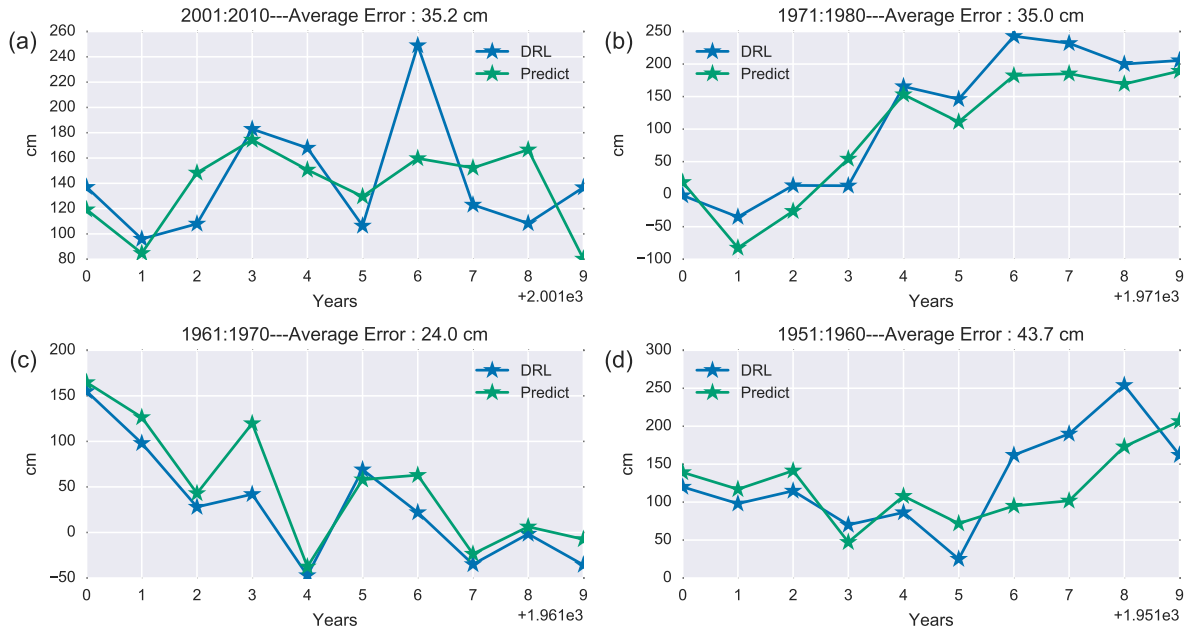 2001:2010---Average Error : 35.2 cm
(a)
260
240
220
200
180
160
140
120
100
80
cm
DRL
Predict
0 1 2 3 4 5 6 7 8 9
Years
+2.001e3
1971:1980---Average Error : 35.0 cm
(b)
250
200
150
100
50
0
−50
−100
cm
DRL
Predict
0 1 2 3 4 5 6 7 8 9
Years
+1.971e3
1961:1970---Average Error : 24.0 cm
(c)
200
150
100
50
0
−50
cm
DRL
Predict
0 1 2 3 4 5 6 7 8 9
Years
+1.961e3
1951:1960---Average Error : 43.7 cm
(d)
300
250
200
150
100
50
0
cm
DRL
Predict
0 1 2 3 4 5 6 7 8 9
Years
+1.951e3